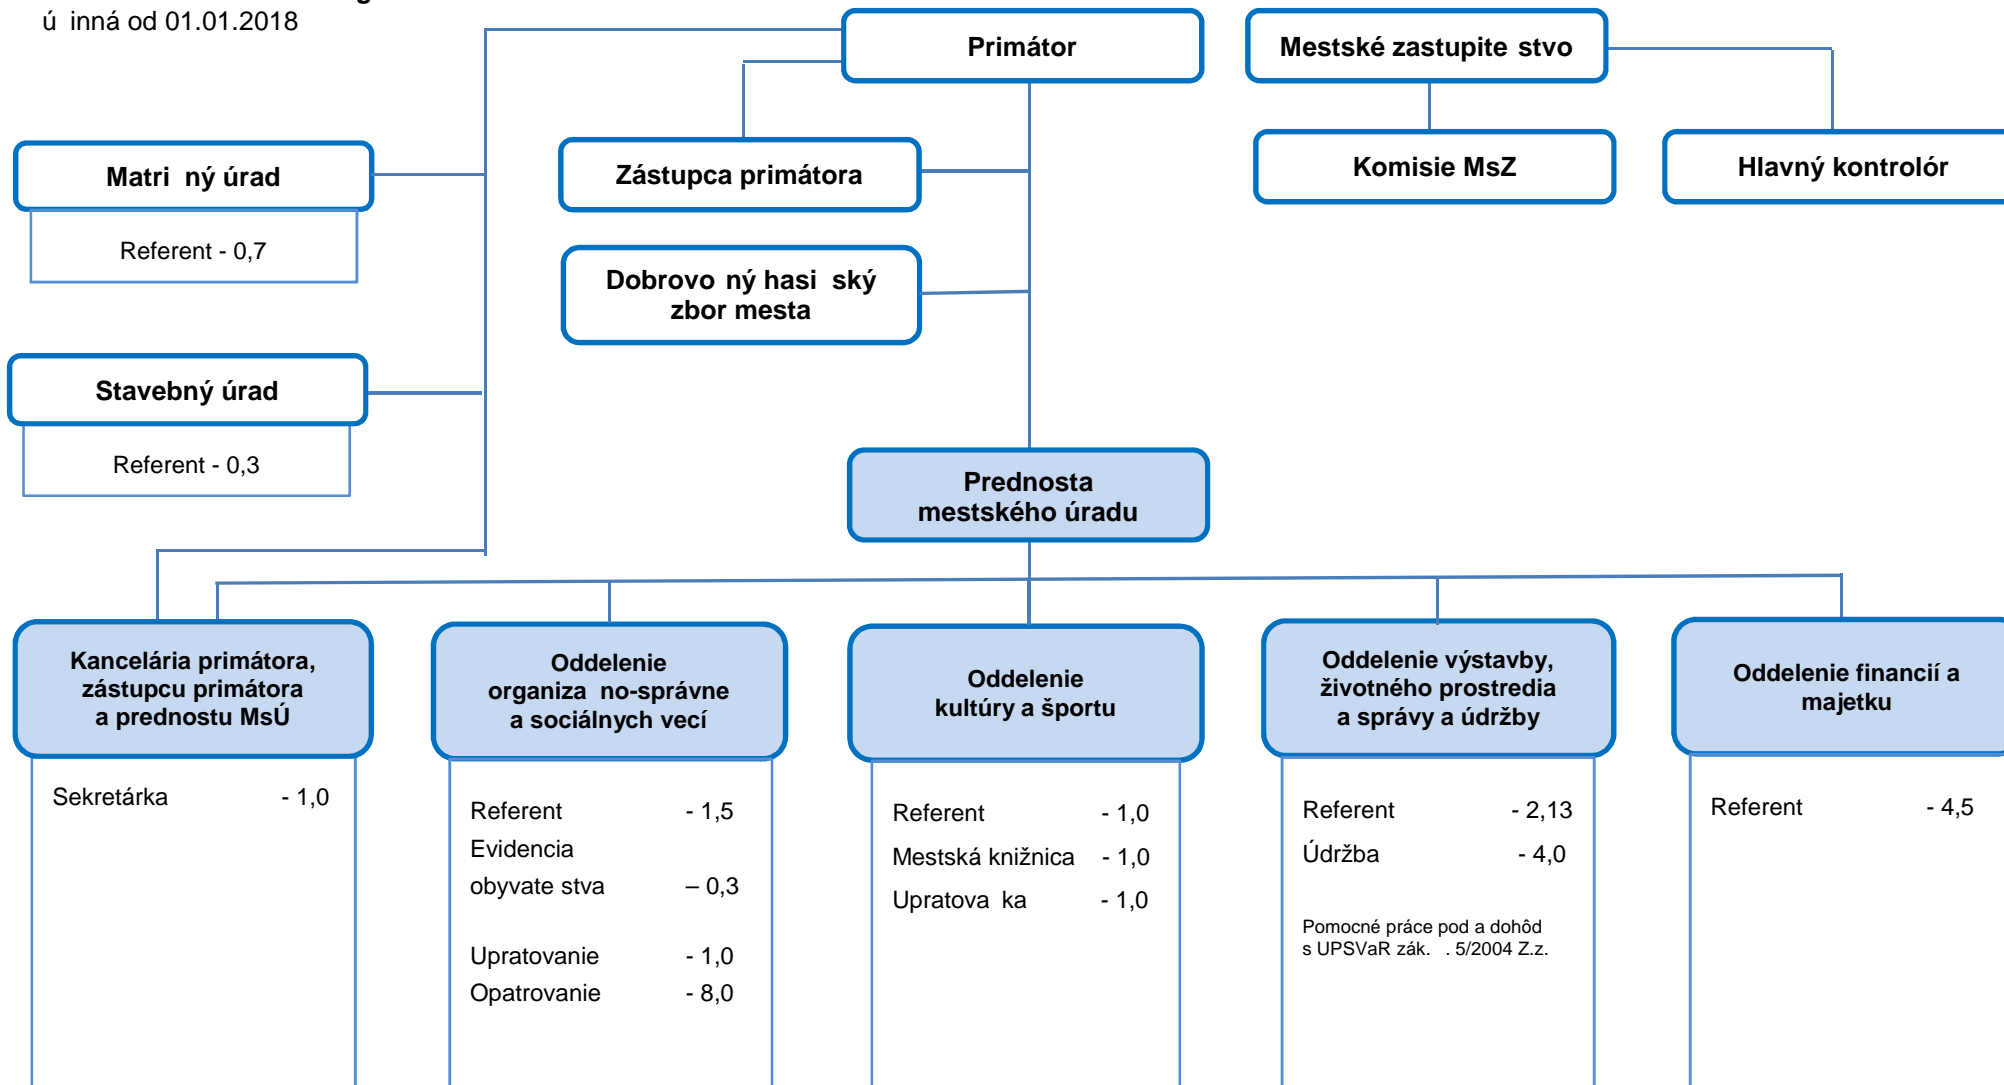 ú inná od 01.01.2018
Primátor
Mestské zastupite stvo
Matri ný úrad
Referent - 0,7
Zástupca primátora
Komisie MsZ
Hlavný kontrolór
Dobrovo ný hasi ský
zbor mesta
Stavebný úrad
Referent - 0,3
Prednosta
mestského úradu
Kancelária primátora,
zástupcu primátora
a prednostu MsÚ
Sekretárka - 1,0
Oddelenie
organiza no-správne
a sociálnych vecí
Referent - 1,5
Evidencia
obyvate stva – 0,3
Upratovanie - 1,0
Opatrovanie - 8,0
Oddelenie
kultúry a športu
Referent - 1,0
Mestská knižnica - 1,0
Upratova ka - 1,0
Oddelenie výstavby,
životného prostredia
a správy a údržby
Referent - 2,13
Údržba - 4,0
Pomocné práce pod a dohôd
s UPSVaR zák. . 5/2004 Z.z.
Oddelenie financií a
majetku
Referent - 4,5